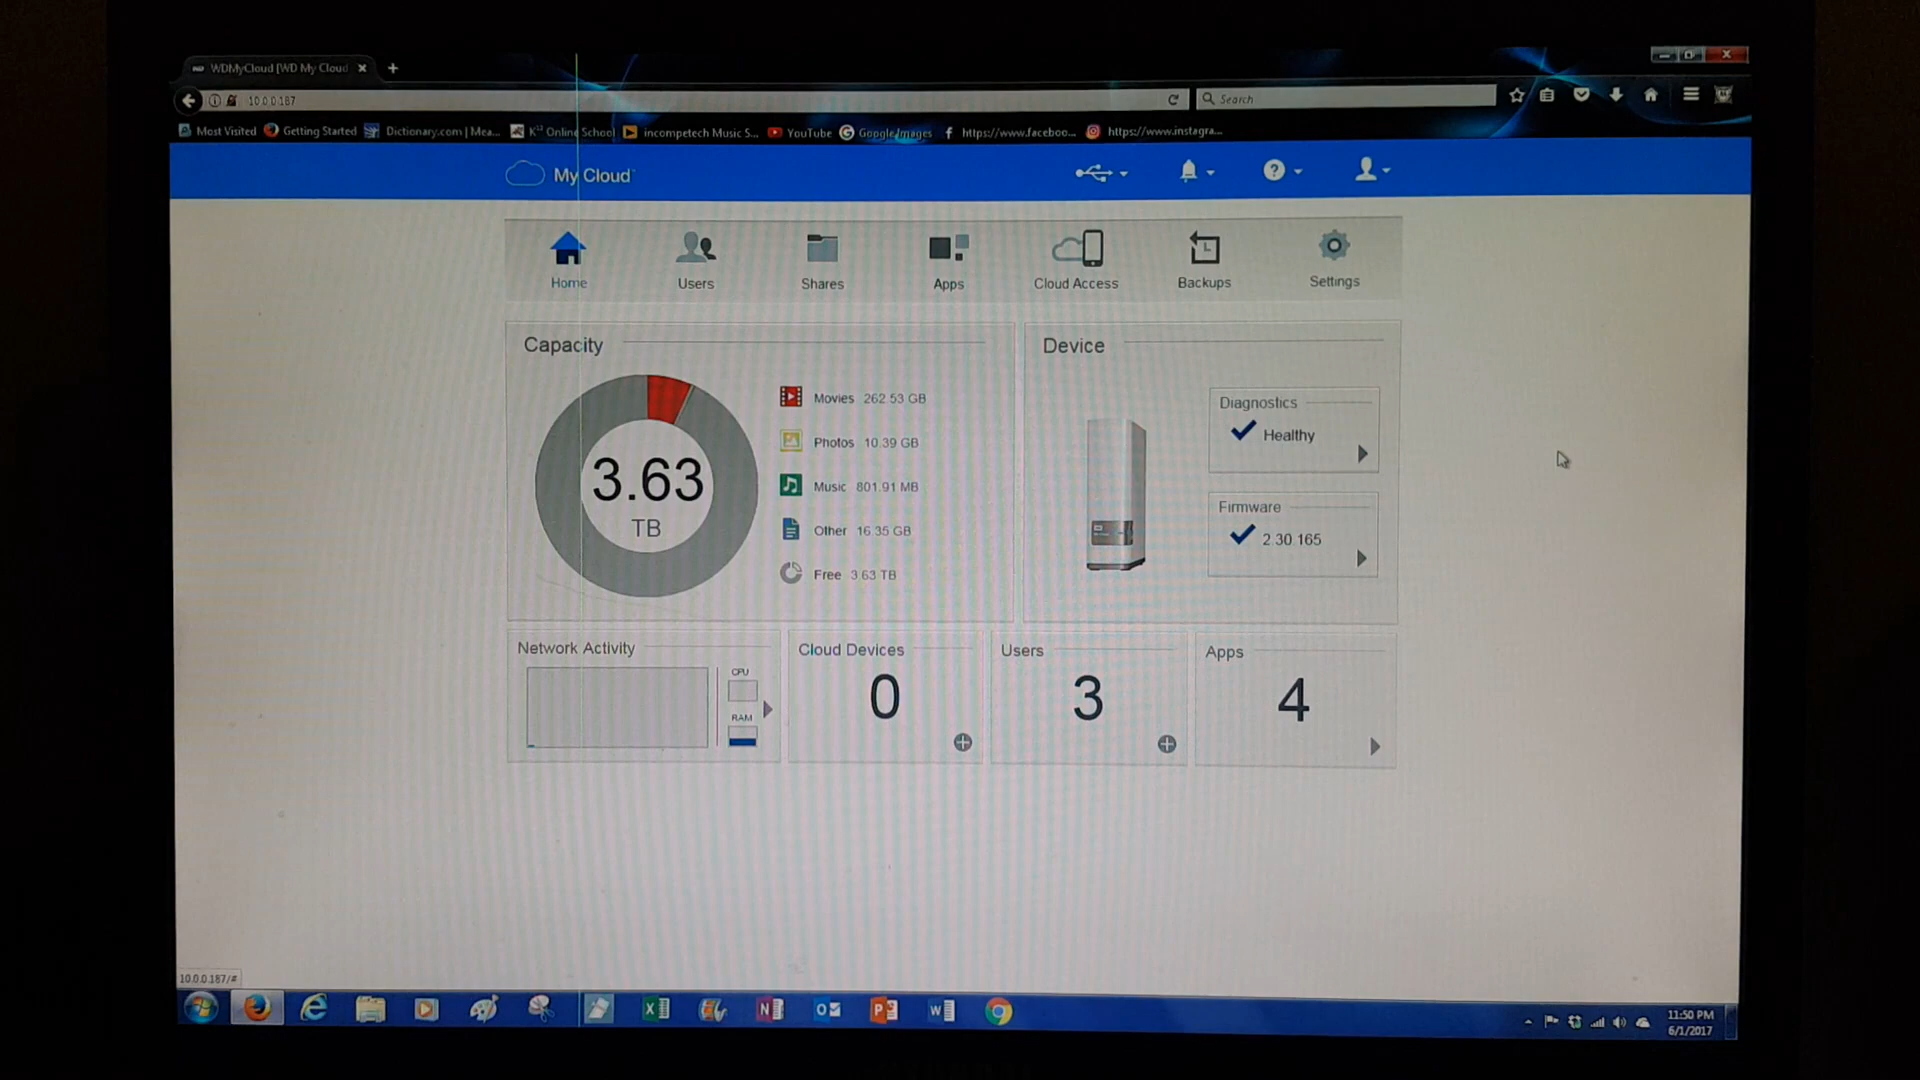 WDMyCloud [WD My Cloud
10.0.0.187
Search
Most Visited
Getting Started
Dictionary.com | Mea...
K12 Online School
incompetech Music S...
YouTube
Google Images
https://www.faceboo...
https://www.instagra...
My Cloud
Home
Users
Shares
Apps
Cloud Access
Backups
Settings
Capacity
3.63
TB
Movies 262.53 GB
Photos 10.39 GB
Music 801.91 MB
Other 16.35 GB
Free 3.63 TB
Device
Diagnostics
Healthy
Firmware
2.30.165
Network Activity
CPU
RAM
Cloud Devices
0
Users
3
Apps
4
10.0.0.187/#
11:50 PM
6/1/2017